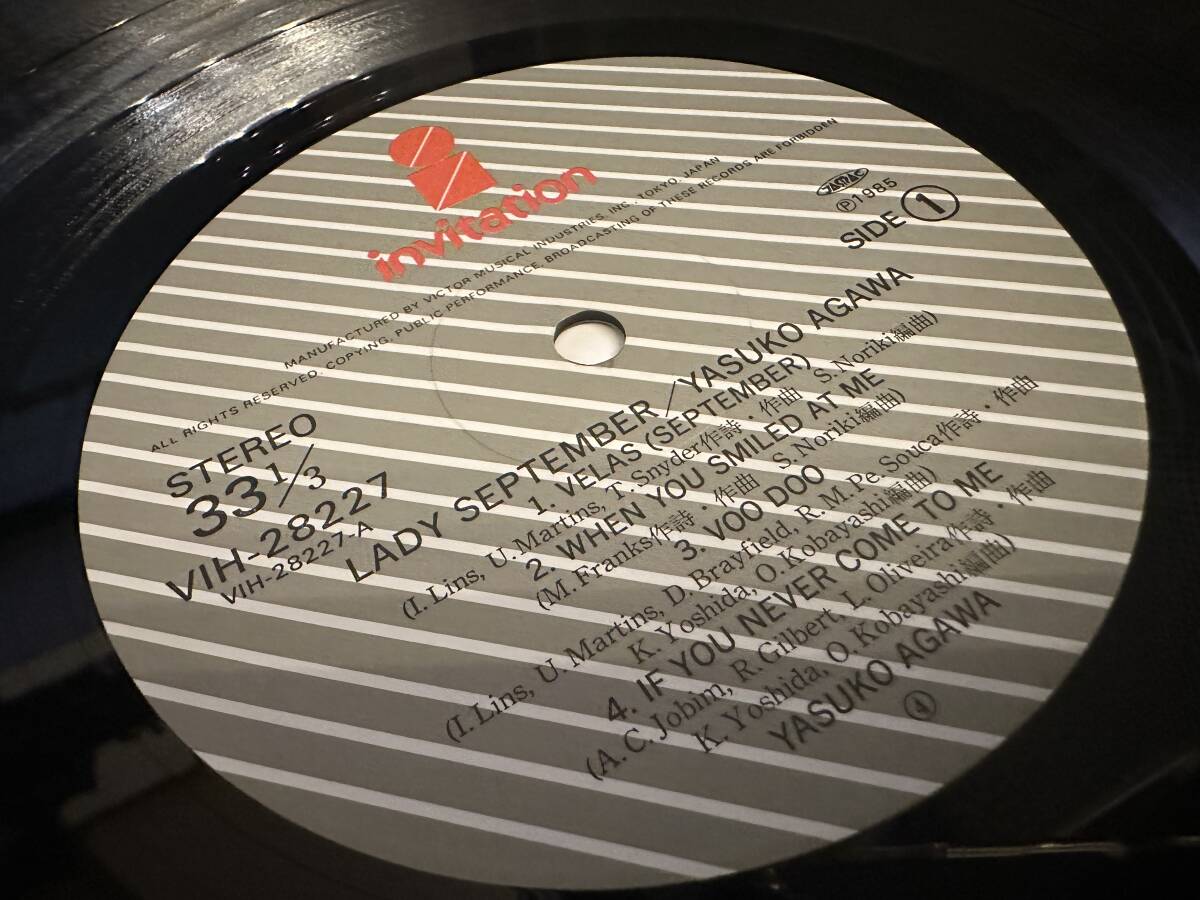 invitation
MANUFACTURED BY VICTOR MUSICAL INDUSTRIES, INC. TOKYO, JAPAN
ALL RIGHTS RESERVED. COPYING, PUBLIC PERFORMANCE, BROADCASTING OF THESE RECORDS ARE FORBIDDEN
JASRAC
Ⓟ1985
SIDE 1
STEREO
33 1/3
VIH-28227
VIH-28227-A
LADY SEPTEMBER/YASUKO AGAWA
1. VELAS (SEPTEMBER)
(I. Lins, U. Martins, T. Snyder作詩・作曲 S. Noriki編曲)
2. WHEN YOU SMILED AT ME
(M. Franks作詩・作曲 S. Noriki編曲)
3. VOO DOO
(I. Lins, U. Martins, D. Brayfield, R. M. Pe. Souca作詩・作曲
K. Yoshida, O. Kobayashi編曲)
4. IF YOU NEVER COME TO ME
(A. C. Jobim, R. Gilbert, L. Oliveira作詩・作曲
K. Yoshida, O. Kobayashi編曲)
YASUKO AGAWA
④